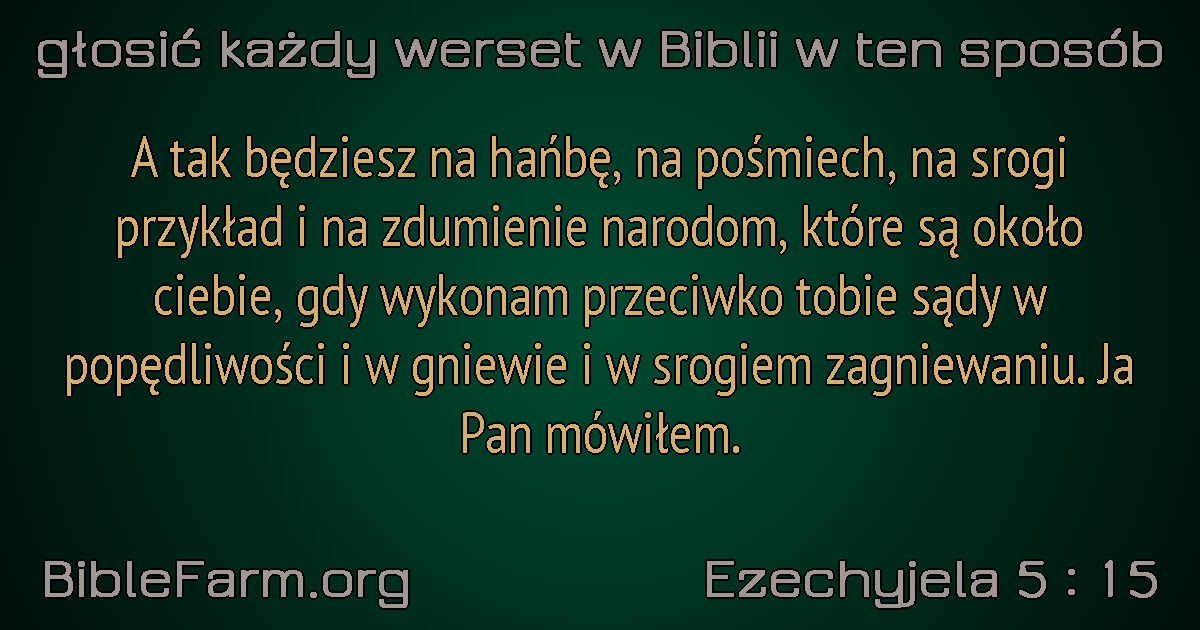 głosić każdy werset w Biblii w ten sposób
A tak będziesz na hańbę, na pośmiech, na srogi
przykład i na zdumienie narodom, które są około
ciebie, gdy wykonam przeciwko tobie sądy w
popędliwości i w gniewie i w srogiem zagniewaniu. Ja
Pan mówiłem.
BibleFarm.org
Ezechyjela 5 : 15